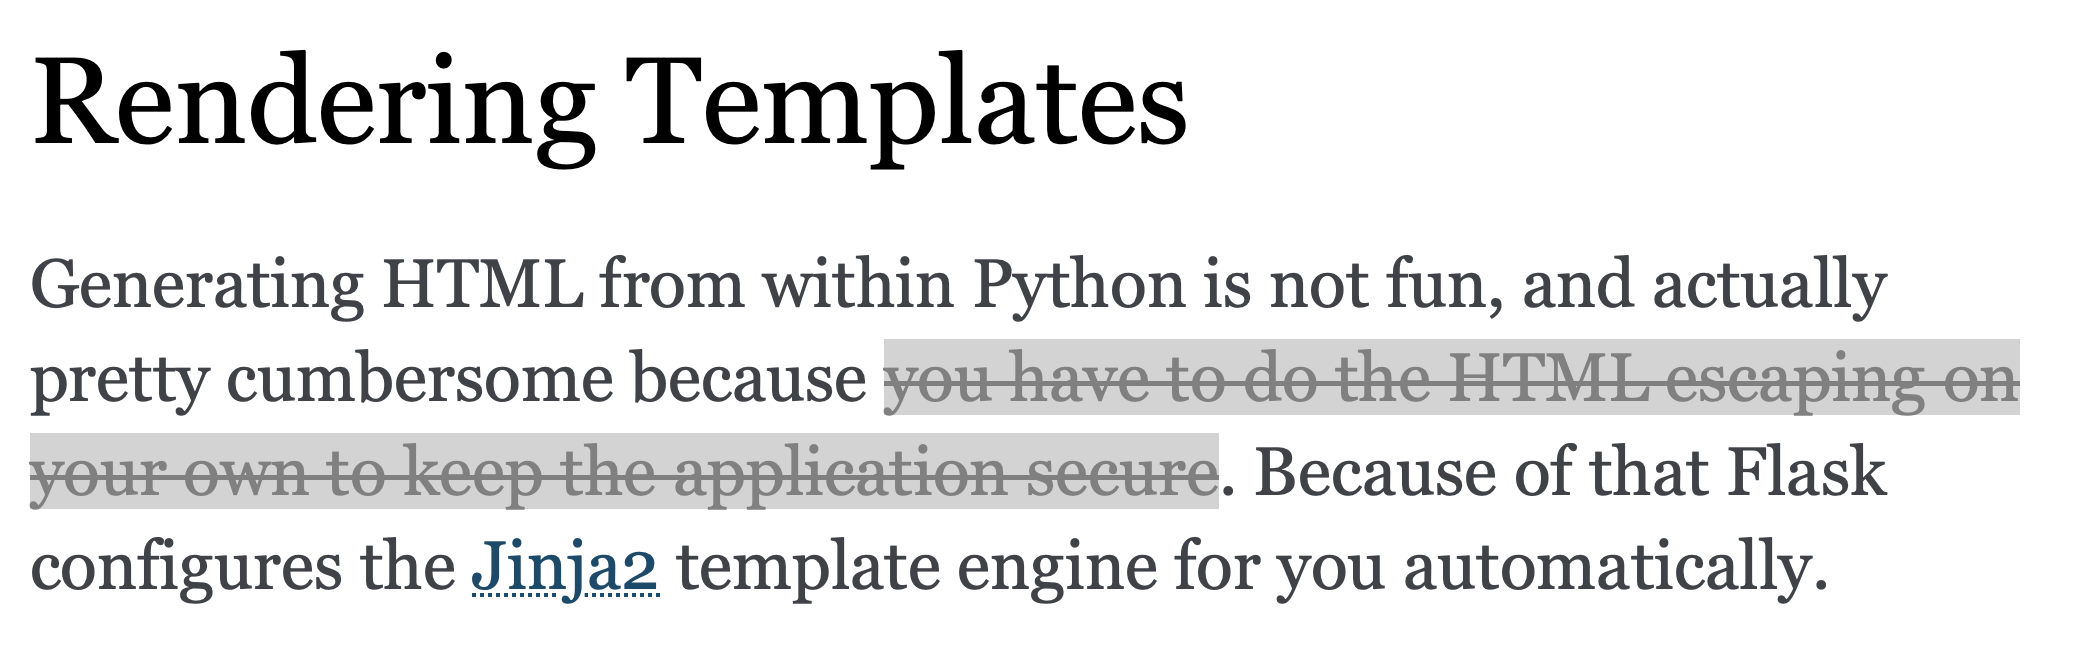 Rendering Templates
Generating HTML from within Python is not fun, and actually
pretty cumbersome because you have to do the HTML escaping on
your own to keep the application secure. Because of that Flask
configures the Jinja2 template engine for you automatically.